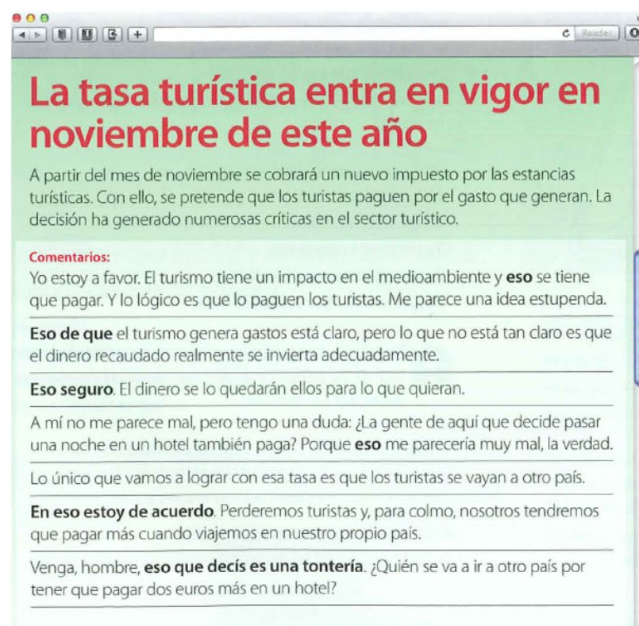 Reader
La tasa turística entra en vigor en
noviembre de este año
A partir del mes de noviembre se cobrará un nuevo impuesto por las estancias
turísticas. Con ello, se pretende que los turistas paguen por el gasto que generan. La
decisión ha generado numerosas críticas en el sector turístico.
Comentarios:
Yo estoy a favor. El turismo tiene un impacto en el medioambiente y eso se tiene
que pagar. Y lo lógico es que lo paguen los turistas. Me parece una idea estupenda.
Eso de que el turismo genera gastos está claro, pero lo que no está tan claro es que
el dinero recaudado realmente se invierta adecuadamente.
Eso seguro. El dinero se lo quedarán ellos para lo que quieran.
A mí no me parece mal, pero tengo una duda: ¿La gente de aquí que decide pasar
una noche en un hotel también paga? Porque eso me parecería muy mal, la verdad.
Lo único que vamos a lograr con esa tasa es que los turistas se vayan a otro país.
En eso estoy de acuerdo. Perderemos turistas y, para colmo, nosotros tendremos
que pagar más cuando viajemos en nuestro propio país.
Venga, hombre, eso que decís es una tontería. ¿Quién se va a ir a otro país por
tener que pagar dos euros más en un hotel?